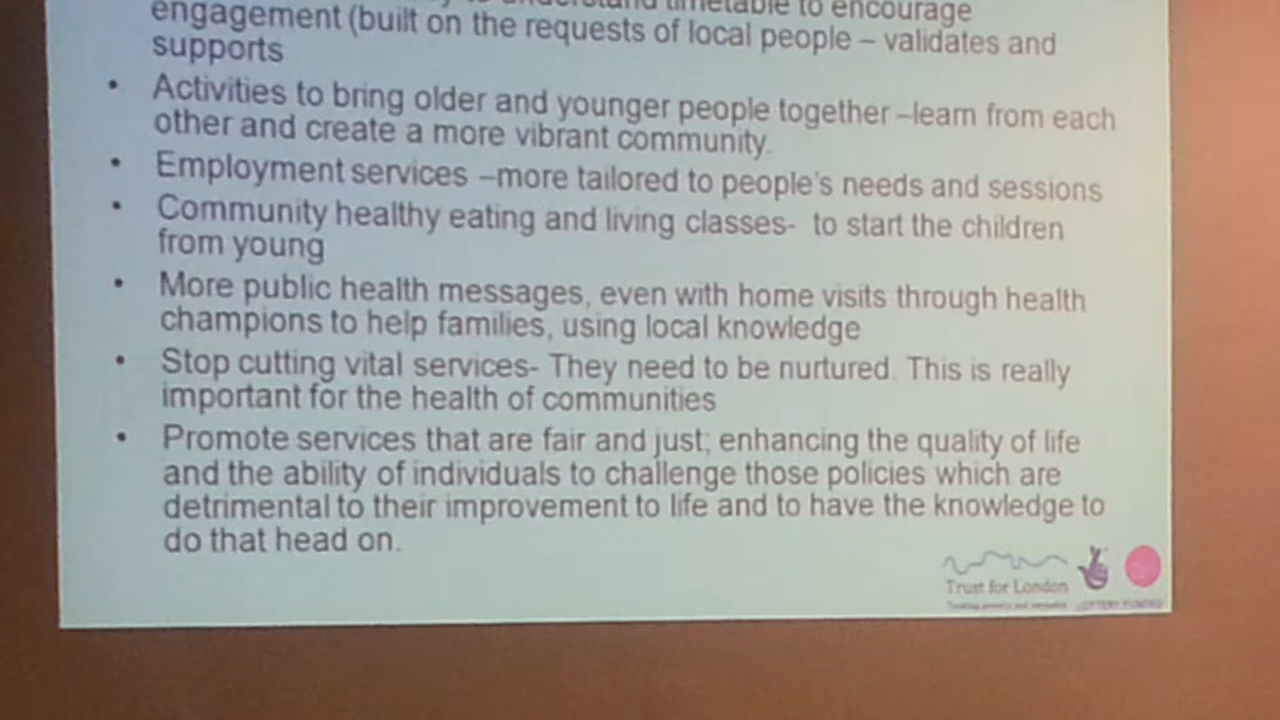 understand timetable to encourage
engagement (built on the requests of local people – validates and
supports
• Activities to bring older and younger people together –learn from each
other and create a more vibrant community.
• Employment services –more tailored to people's needs and sessions
• Community healthy eating and living classes- to start the children
from young
• More public health messages, even with home visits through health
champions to help families, using local knowledge
• Stop cutting vital services- They need to be nurtured. This is really
important for the health of communities
• Promote services that are fair and just; enhancing the quality of life
and the ability of individuals to challenge those policies which are
detrimental to their improvement to life and to have the knowledge to
do that head on.
Trust for London
LOTTERY FUNDED